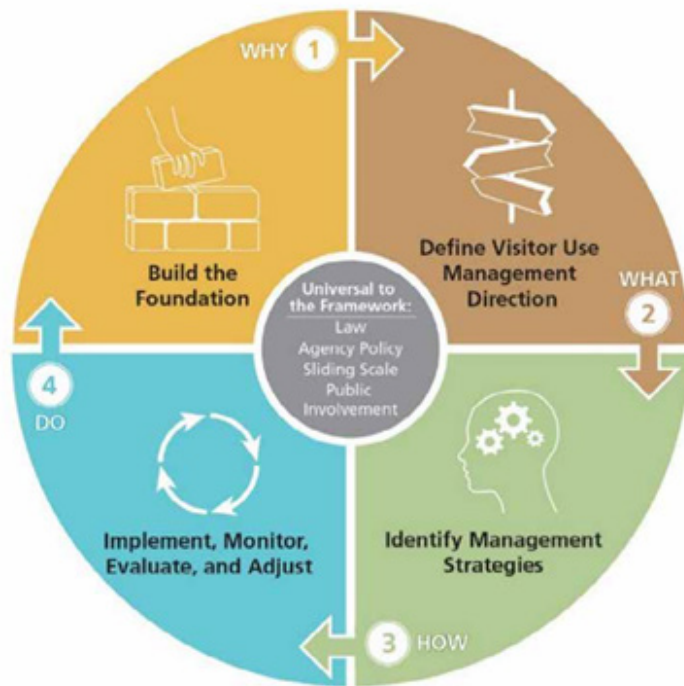 WHY 1
Build the
Foundation
Define Visitor Use
Management
Direction
WHAT
2
Universal to
the Framework:
Law
Agency Policy
Sliding Scale
Public
Involvement
Identify Management
Strategies
3 HOW
Implement, Monitor,
Evaluate, and Adjust
4
DO